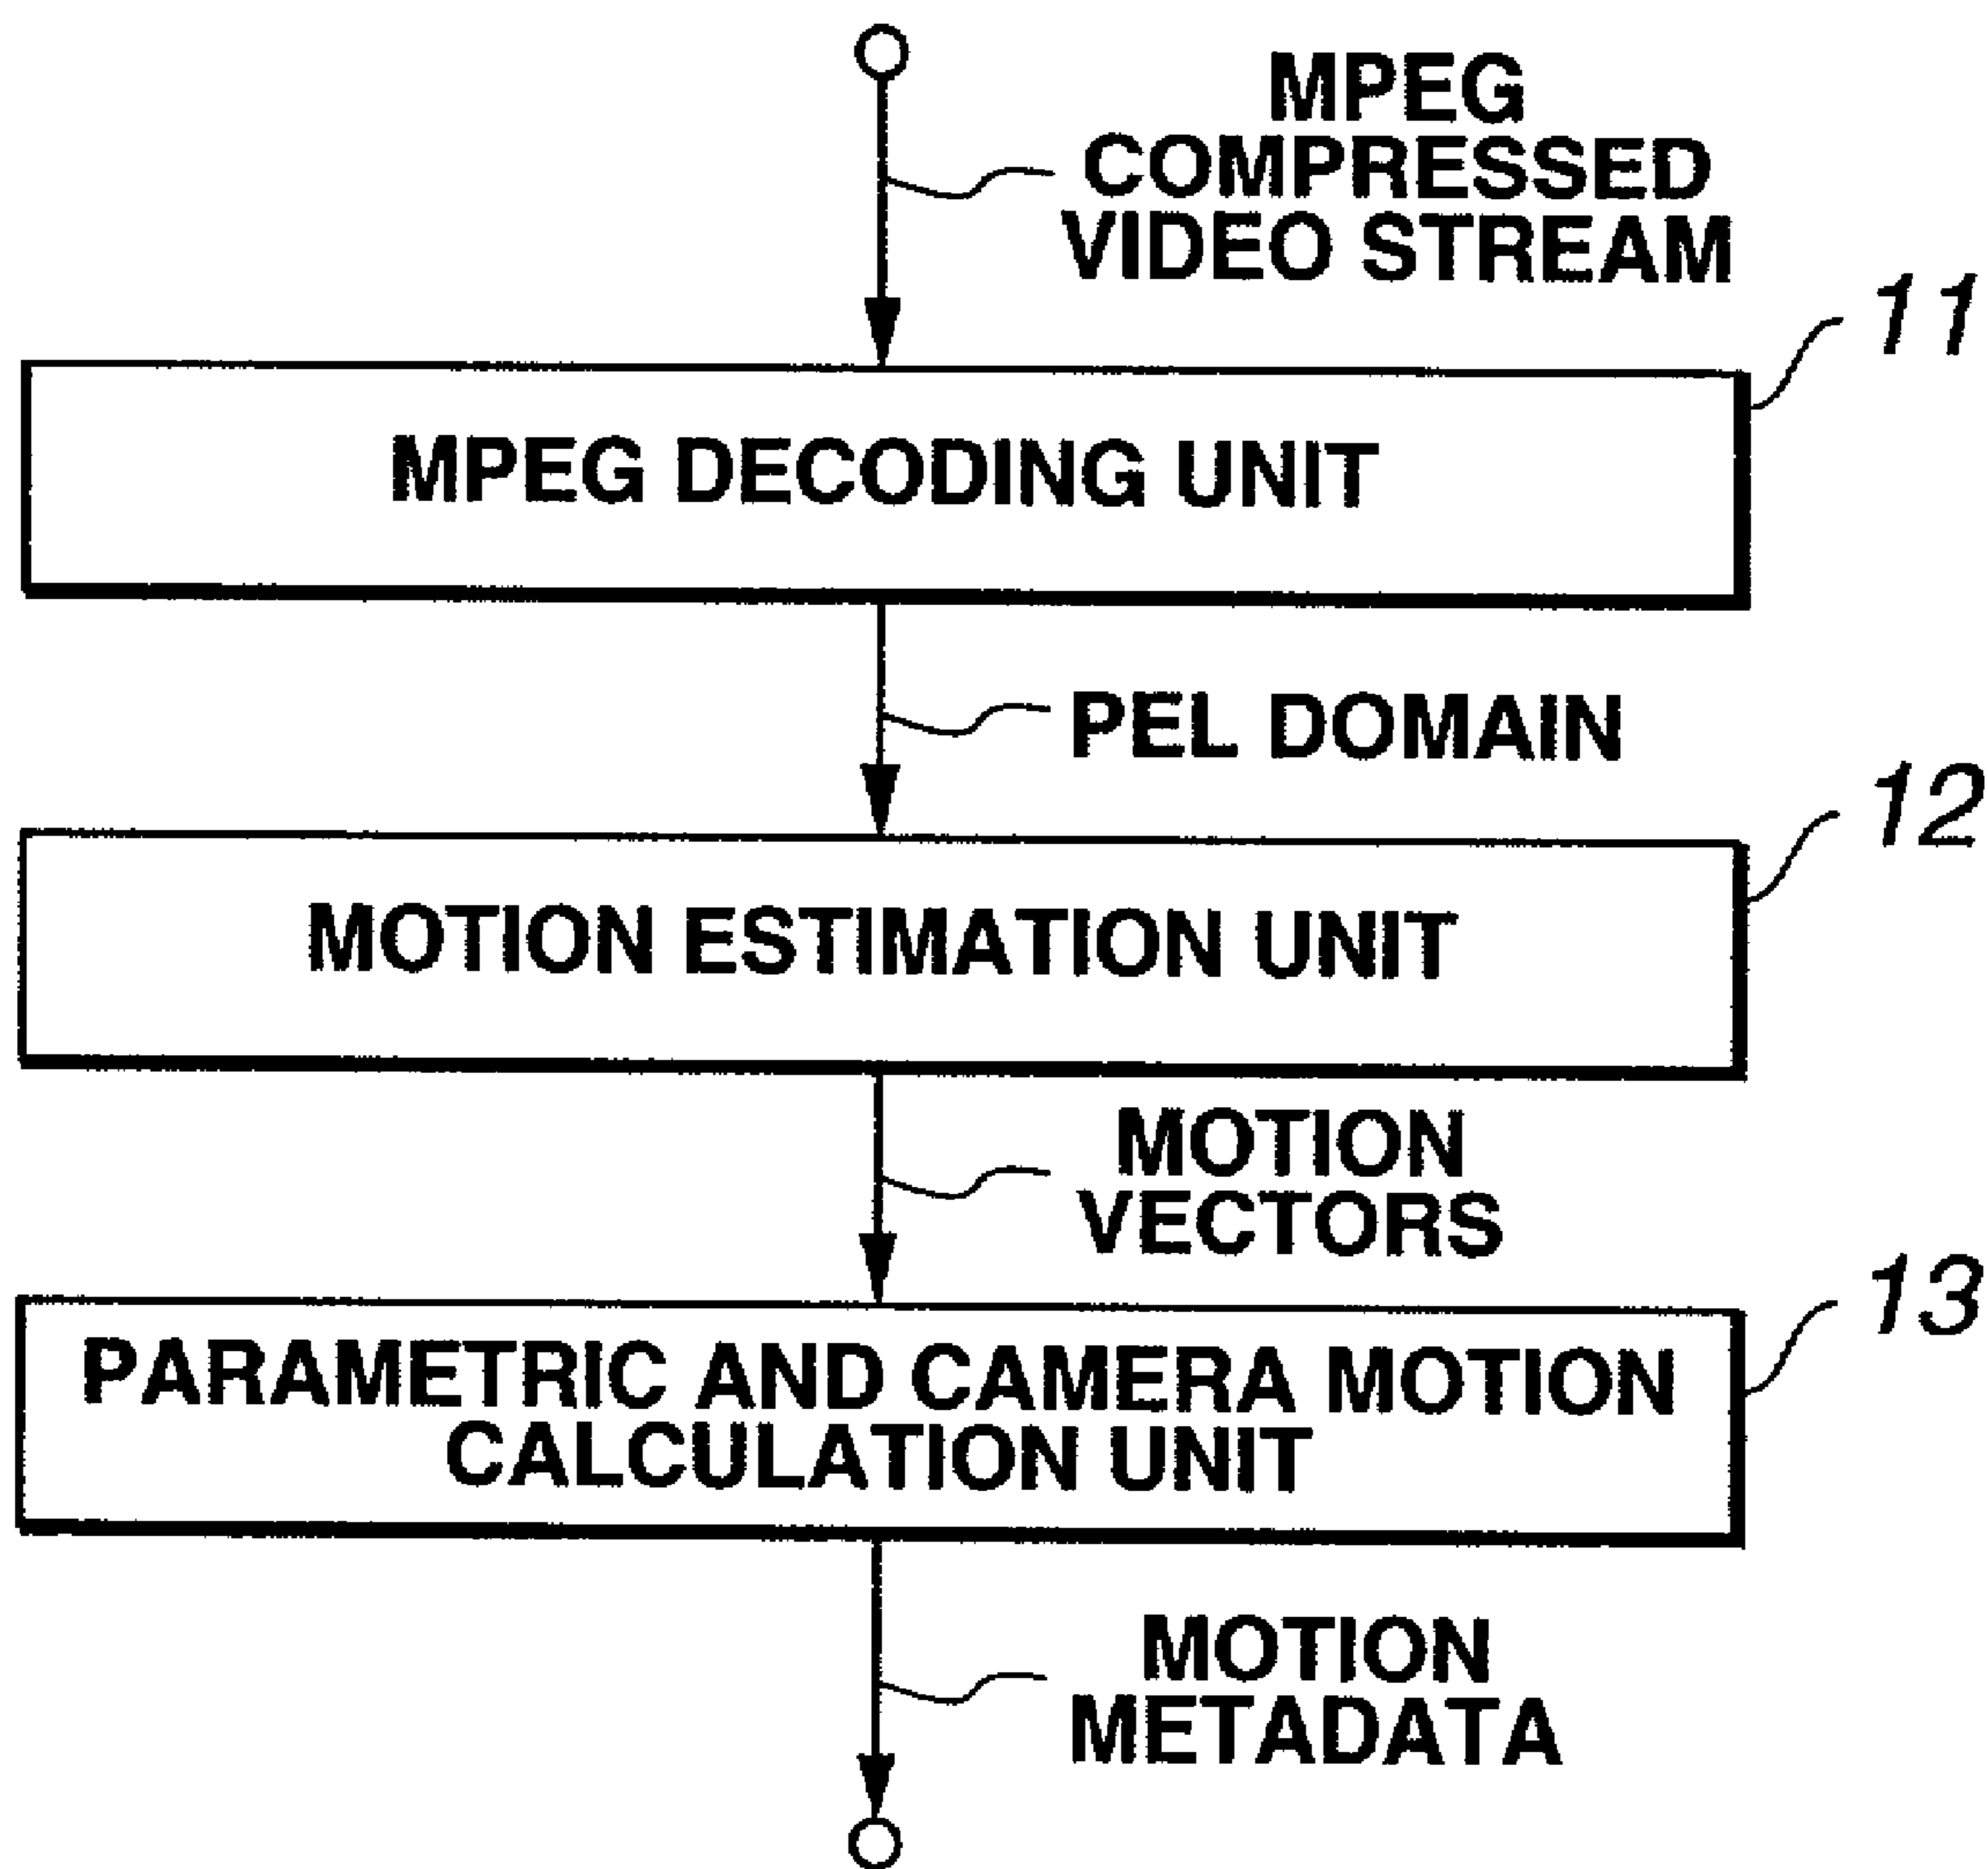 MPEG
COMPRESSED
VIDEO STREAM
11
MPEG DECODING UNIT
PEL DOMAIN
12
MOTION ESTIMATION UNIT
MOTION
VECTORS
13
PARAMETRIC AND CAMERA MOTION
CALCULATION UNIT
MOTION
METADATA